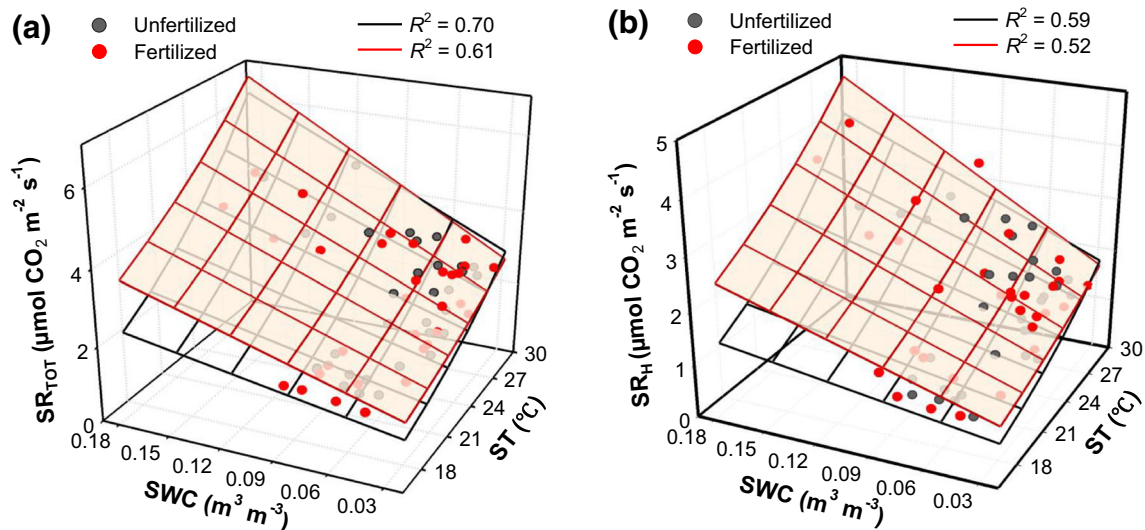 (a)
Unfertilized
Fertilized
R² = 0.70
R² = 0.61
SR_TOT (µmol CO₂ m⁻² s⁻¹)
6
4
2
0
0.18
0.15
0.12
0.09
0.06
0.03
SWC (m³ m⁻³)
18
21
24
27
30
ST (ºC)
(b)
Unfertilized
Fertilized
R² = 0.59
R² = 0.52
SR_H (µmol CO₂ m⁻² s⁻¹)
5
4
3
2
1
0
0.18
0.15
0.12
0.09
0.06
0.03
SWC (m³ m⁻³)
18
21
24
27
30
ST (ºC)